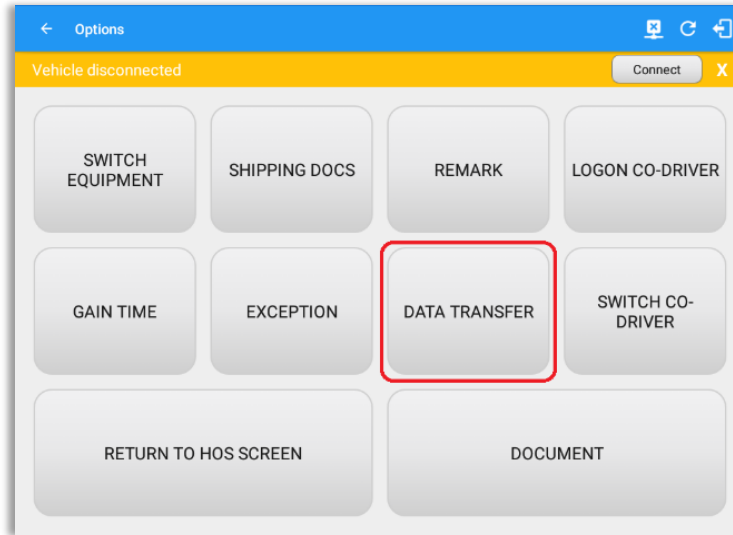 Options
Vehicle disconnected
Connect
X
SWITCH
EQUIPMENT
SHIPPING DOCS
REMARK
LOGON CO-DRIVER
GAIN TIME
EXCEPTION
DATA TRANSFER
SWITCH CO-
DRIVER
RETURN TO HOS SCREEN
DOCUMENT